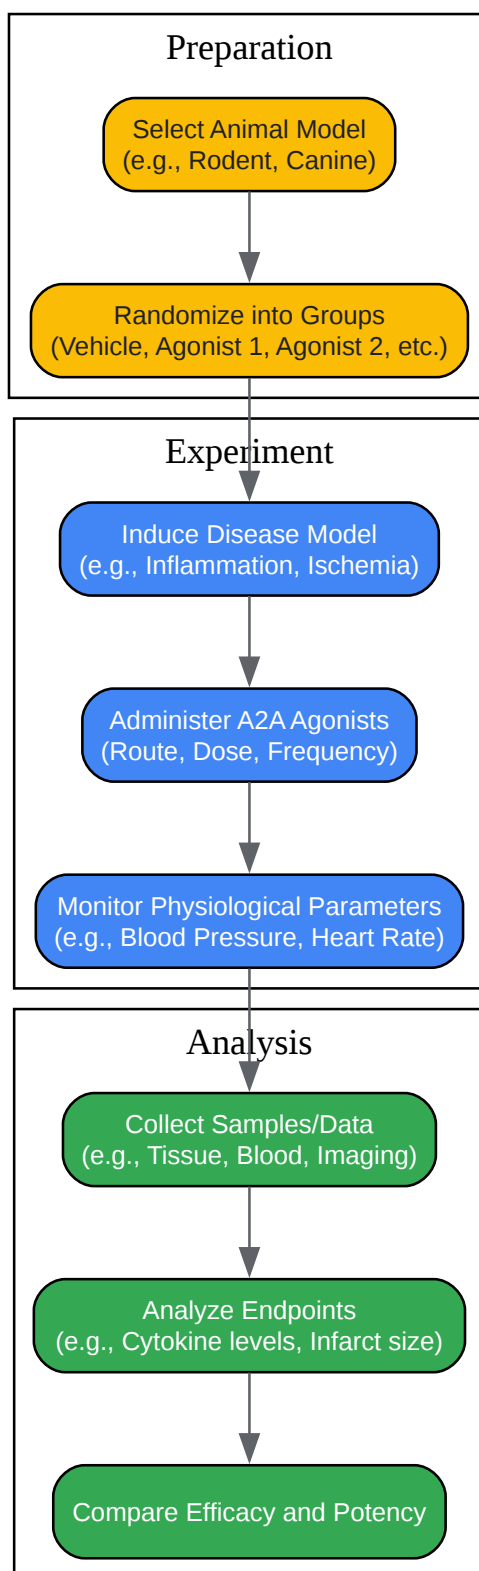 Preparation
Select Animal Model
(e.g., Rodent, Canine)
Randomize into Groups
(Vehicle, Agonist 1, Agonist 2, etc.)
Experiment
Induce Disease Model
(e.g., Inflammation, Ischemia)
Administer A2A Agonists
(Route, Dose, Frequency)
Monitor Physiological Parameters
(e.g., Blood Pressure, Heart Rate)
Analysis
Collect Samples/Data
(e.g., Tissue, Blood, Imaging)
Analyze Endpoints
(e.g., Cytokine levels, Infarct size)
Compare Efficacy and Potency